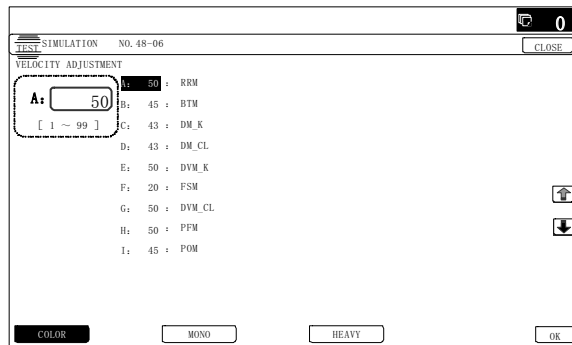 0
TEST SIMULATION NO. 48-06
CLOSE
VELOCITY ADJUSTMENT
A: 50
[ 1 ~ 99 ]
A: 50 : RRM
B: 45 : BTM
C: 43 : DM_K
D: 43 : DM_CL
E: 50 : DVM_K
F: 20 : FSM
G: 50 : DVM_CL
H: 50 : PFM
I: 45 : POM
COLOR
MONO
HEAVY
OK